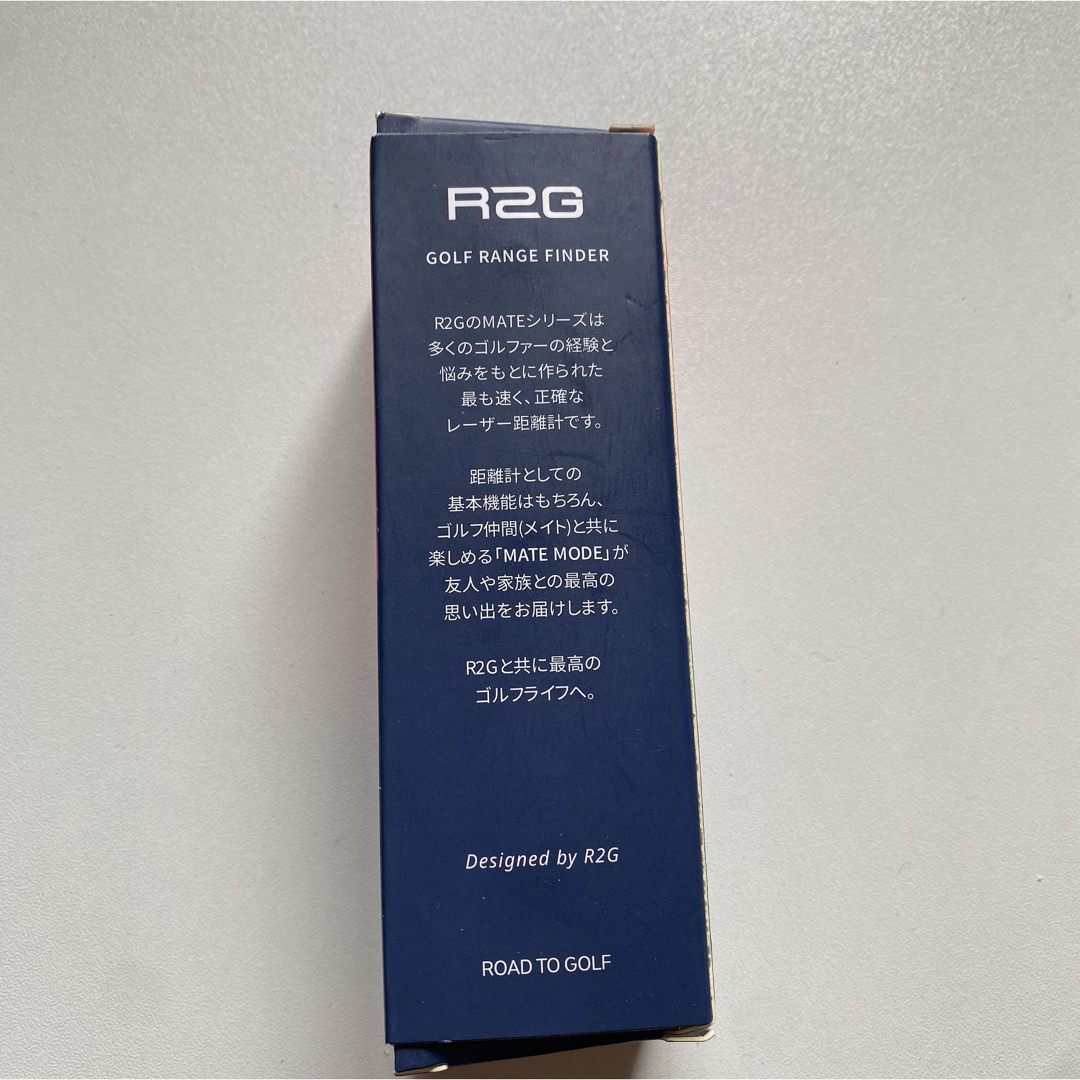 R2G
GOLF RANGE FINDER
R2GのMATEシリーズは
多くのゴルファーの経験と
悩みをもとに作られた
最も速く、正確な
レーザー距離計です。
距離計としての
基本機能はもちろん、
ゴルフ仲間(メイト)と共に
楽しめる「MATE MODE」が
友人や家族との最高の
思い出をお届けします。
R2Gと共に最高の
ゴルフライフへ。
Designed by R2G
ROAD TO GOLF